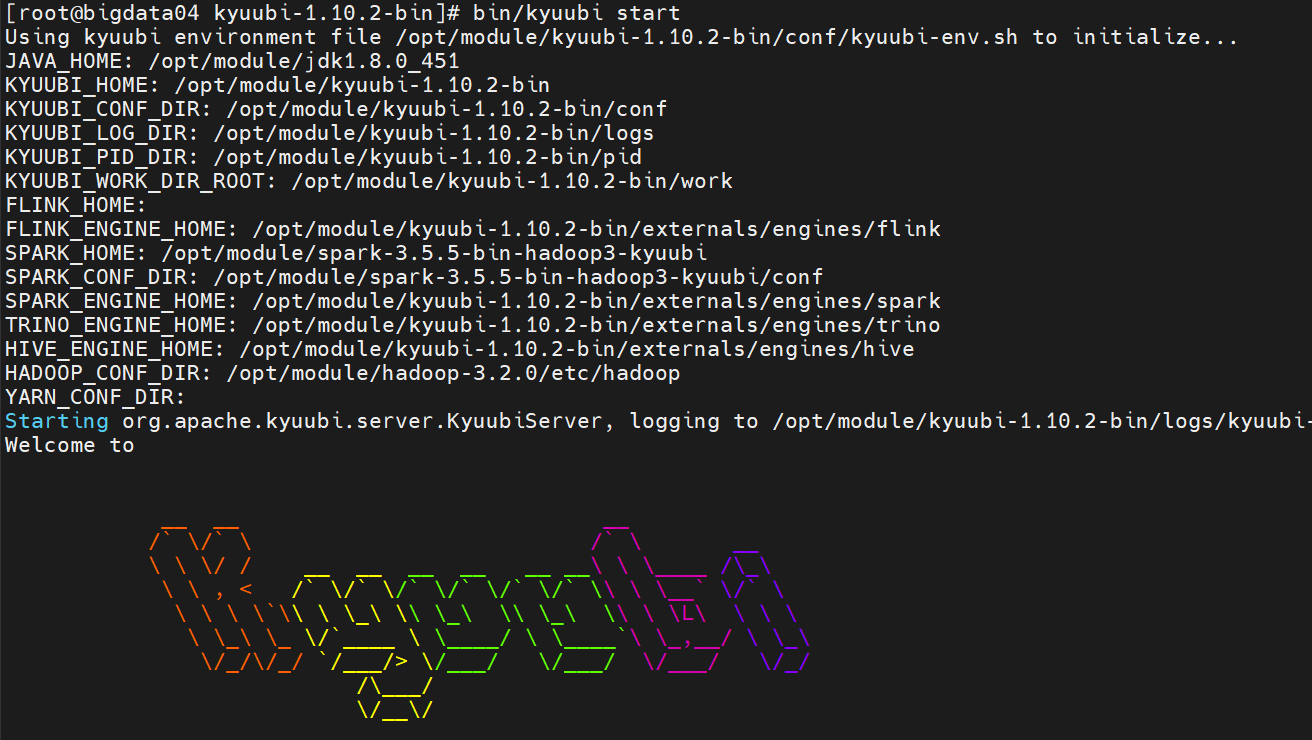 [root@bigdata04 kyuubi-1.10.2-bin]# bin/kyuubi start
Using kyuubi environment file /opt/module/kyuubi-1.10.2-bin/conf/kyuubi-env.sh to initialize...
JAVA_HOME: /opt/module/jdk1.8.0_451
KYUUBI_HOME: /opt/module/kyuubi-1.10.2-bin
KYUUBI_CONF_DIR: /opt/module/kyuubi-1.10.2-bin/conf
KYUUBI_LOG_DIR: /opt/module/kyuubi-1.10.2-bin/logs
KYUUBI_PID_DIR: /opt/module/kyuubi-1.10.2-bin/pid
KYUUBI_WORK_DIR_ROOT: /opt/module/kyuubi-1.10.2-bin/work
FLINK_HOME:
FLINK_ENGINE_HOME: /opt/module/kyuubi-1.10.2-bin/externals/engines/flink
SPARK_HOME: /opt/module/spark-3.5.5-bin-hadoop3-kyuubi
SPARK_CONF_DIR: /opt/module/spark-3.5.5-bin-hadoop3-kyuubi/conf
SPARK_ENGINE_HOME: /opt/module/kyuubi-1.10.2-bin/externals/engines/spark
TRINO_ENGINE_HOME: /opt/module/kyuubi-1.10.2-bin/externals/engines/trino
HIVE_ENGINE_HOME: /opt/module/kyuubi-1.10.2-bin/externals/engines/hive
HADOOP_CONF_DIR: /opt/module/hadoop-3.2.0/etc/hadoop
YARN_CONF_DIR:
Starting org.apache.kyuubi.server.KyuubiServer, logging to /opt/module/kyuubi-1.10.2-bin/logs/kyuubi-
Welcome to
Kyuubi